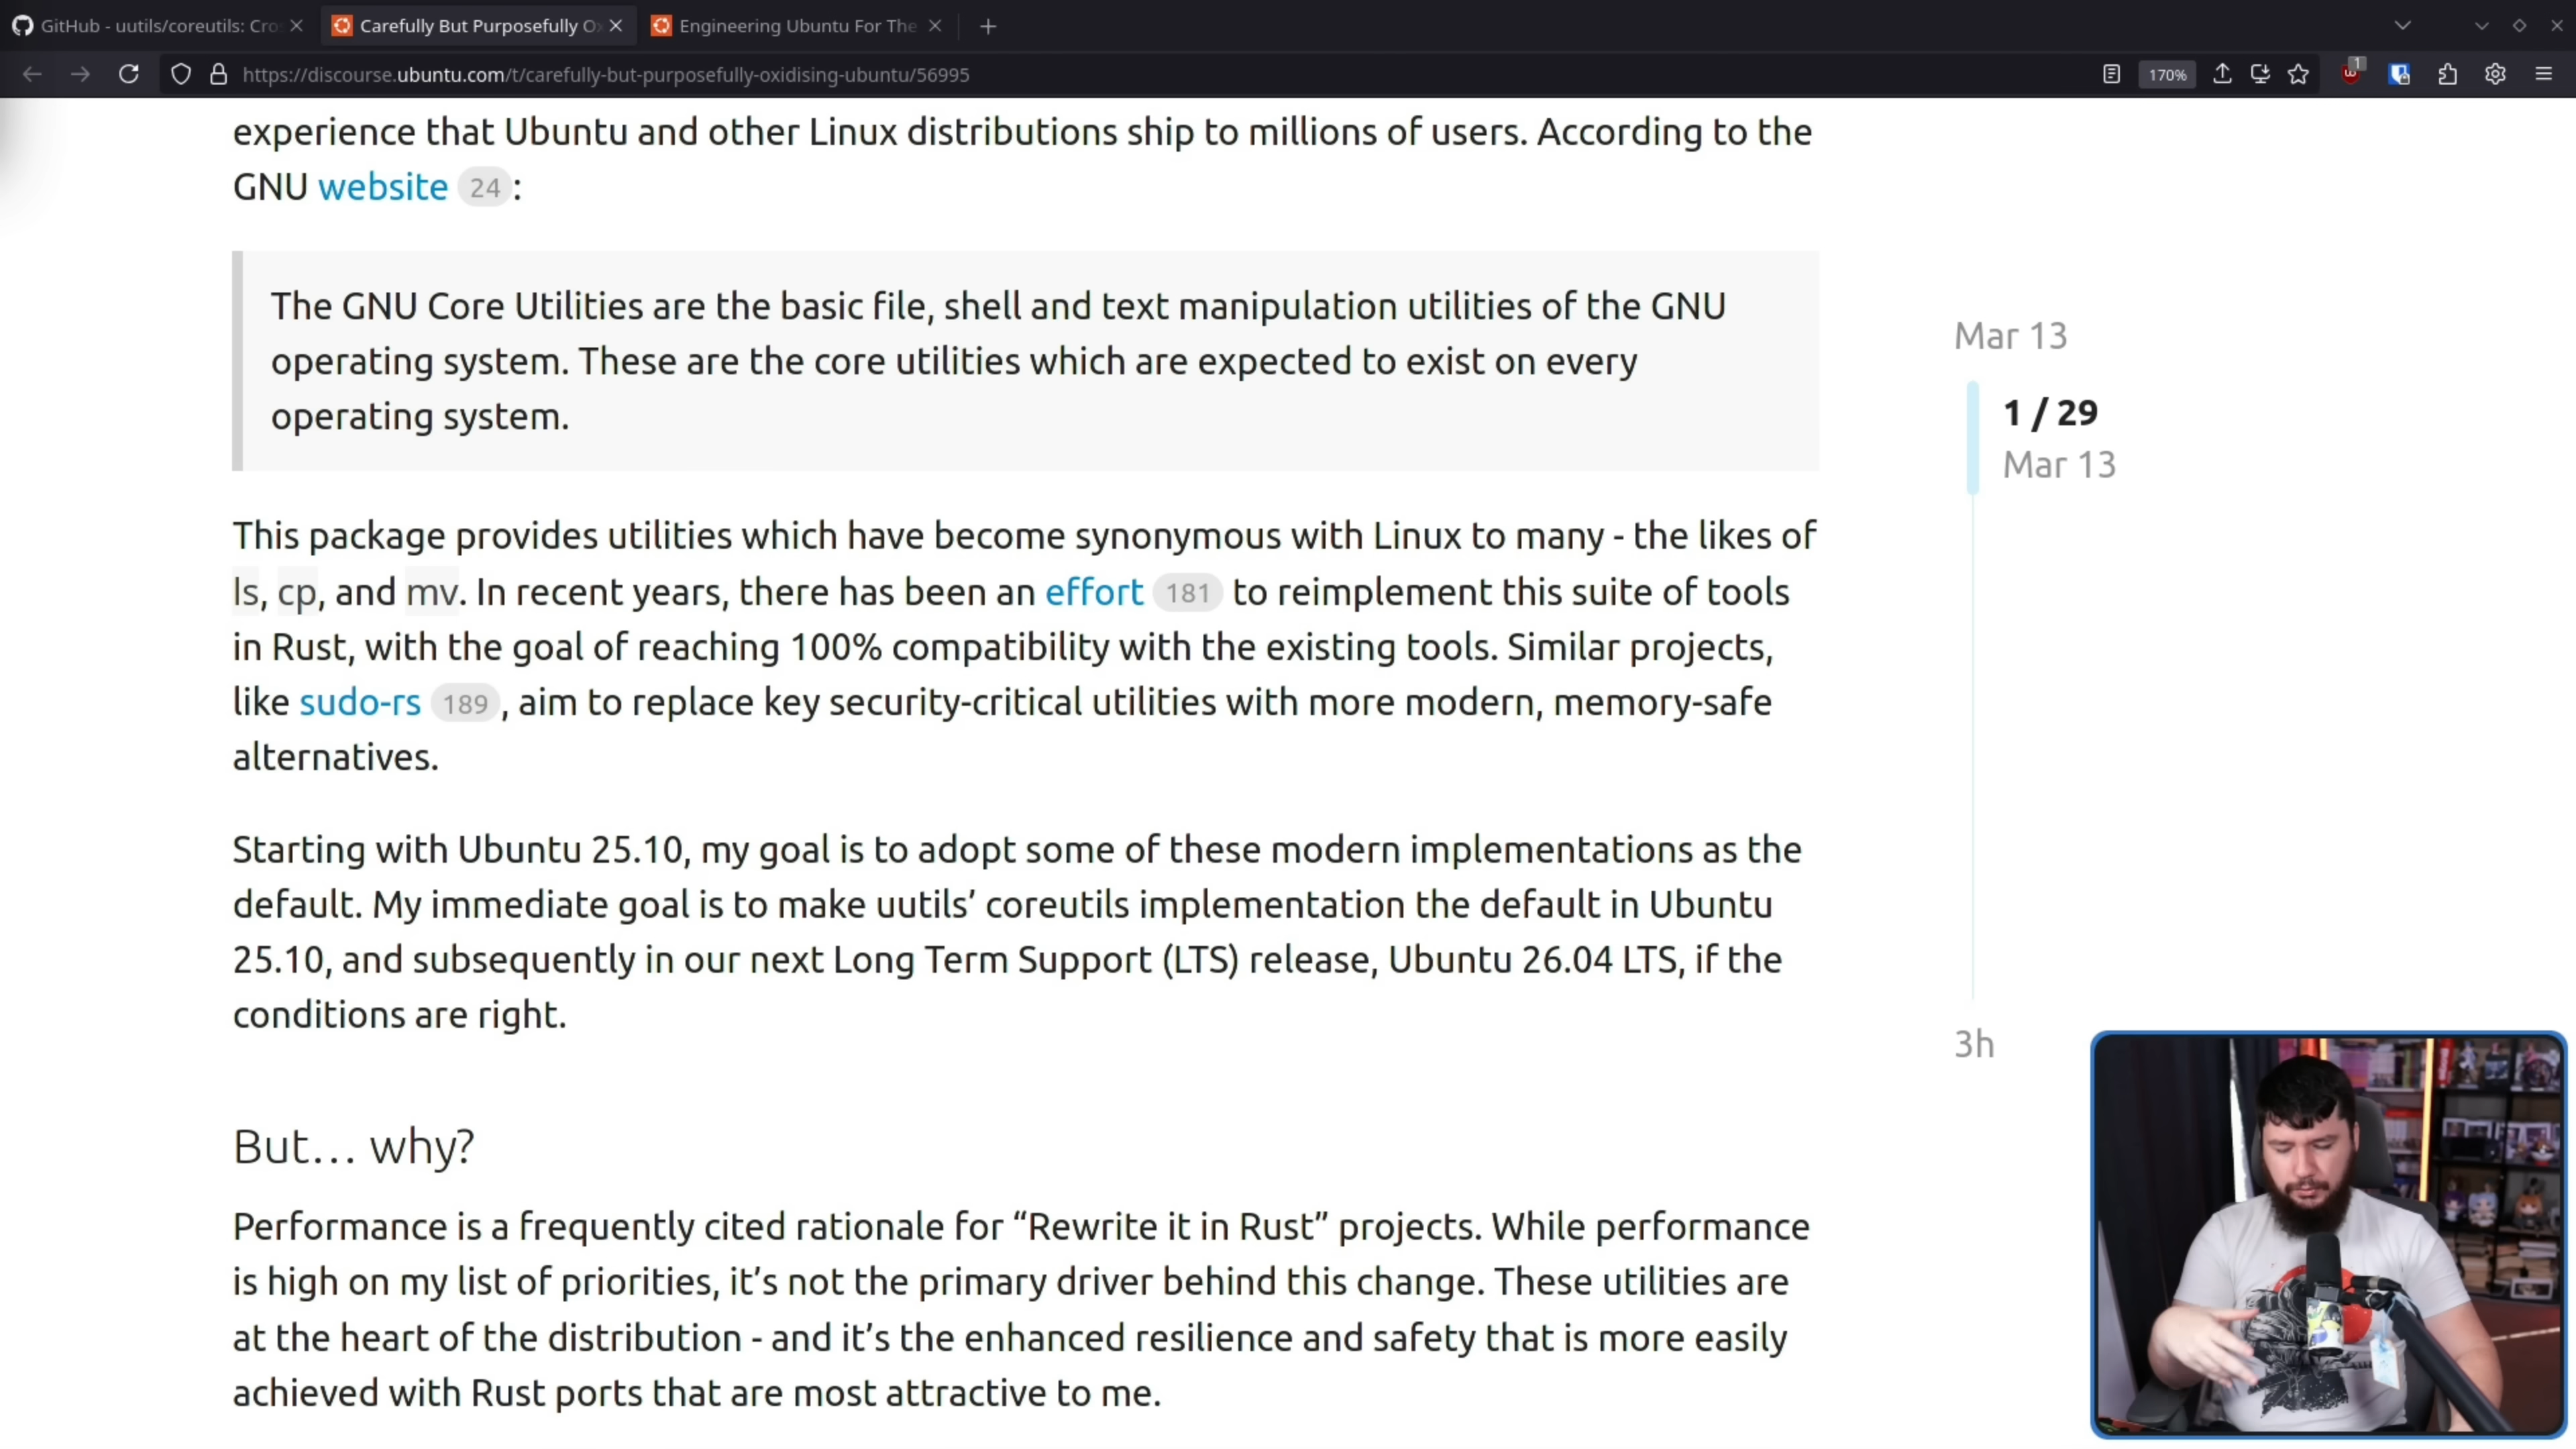 GitHub - uutils/coreutils: Cro
Carefully But Purposefully O
Engineering Ubuntu For The
https://discourse.ubuntu.com/t/carefully-but-purposefully-oxidising-ubuntu/56995
170%
1
experience that Ubuntu and other Linux distributions ship to millions of users. According to the
GNU website 24 :
The GNU Core Utilities are the basic file, shell and text manipulation utilities of the GNU
operating system. These are the core utilities which are expected to exist on every
operating system.
Mar 13
1 / 29
Mar 13
This package provides utilities which have become synonymous with Linux to many - the likes of
ls, cp, and mv. In recent years, there has been an effort 181 to reimplement this suite of tools
in Rust, with the goal of reaching 100% compatibility with the existing tools. Similar projects,
like sudo-rs 189 , aim to replace key security-critical utilities with more modern, memory-safe
alternatives.
Starting with Ubuntu 25.10, my goal is to adopt some of these modern implementations as the
default. My immediate goal is to make uutils’ coreutils implementation the default in Ubuntu
25.10, and subsequently in our next Long Term Support (LTS) release, Ubuntu 26.04 LTS, if the
conditions are right.
3h
But… why?
Performance is a frequently cited rationale for “Rewrite it in Rust” projects. While performance
is high on my list of priorities, it’s not the primary driver behind this change. These utilities are
at the heart of the distribution - and it’s the enhanced resilience and safety that is more easily
achieved with Rust ports that are most attractive to me.